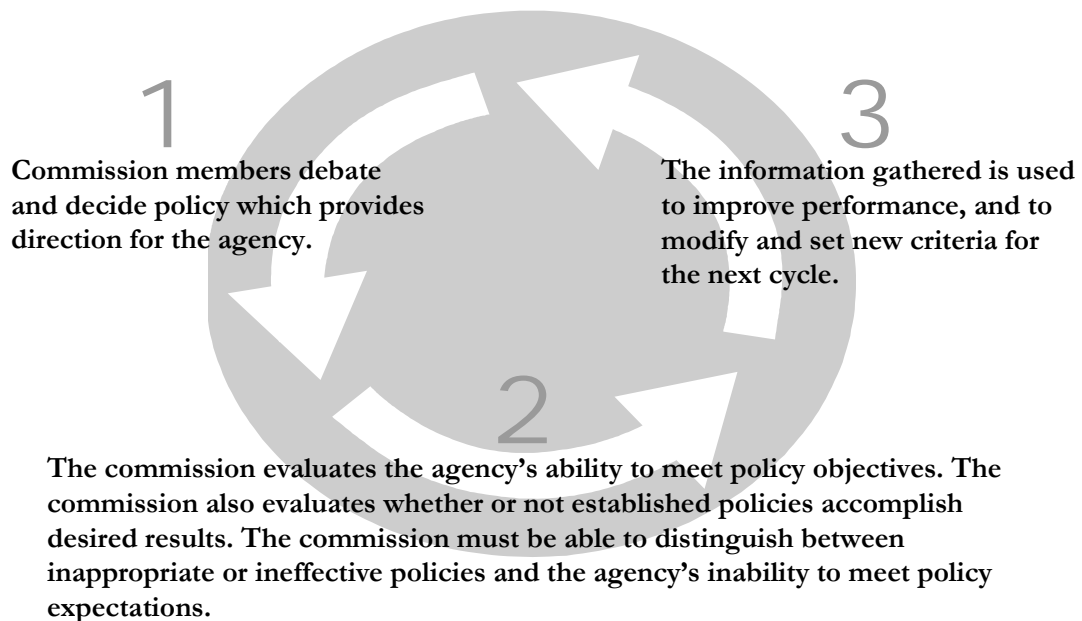 1
Commission members debate
and decide policy which provides
direction for the agency.
2
The commission evaluates the agency’s ability to meet policy objectives. The
commission also evaluates whether or not established policies accomplish
desired results. The commission must be able to distinguish between
inappropriate or ineffective policies and the agency’s inability to meet policy
expectations.
3
The information gathered is used
to improve performance, and to
modify and set new criteria for
the next cycle.